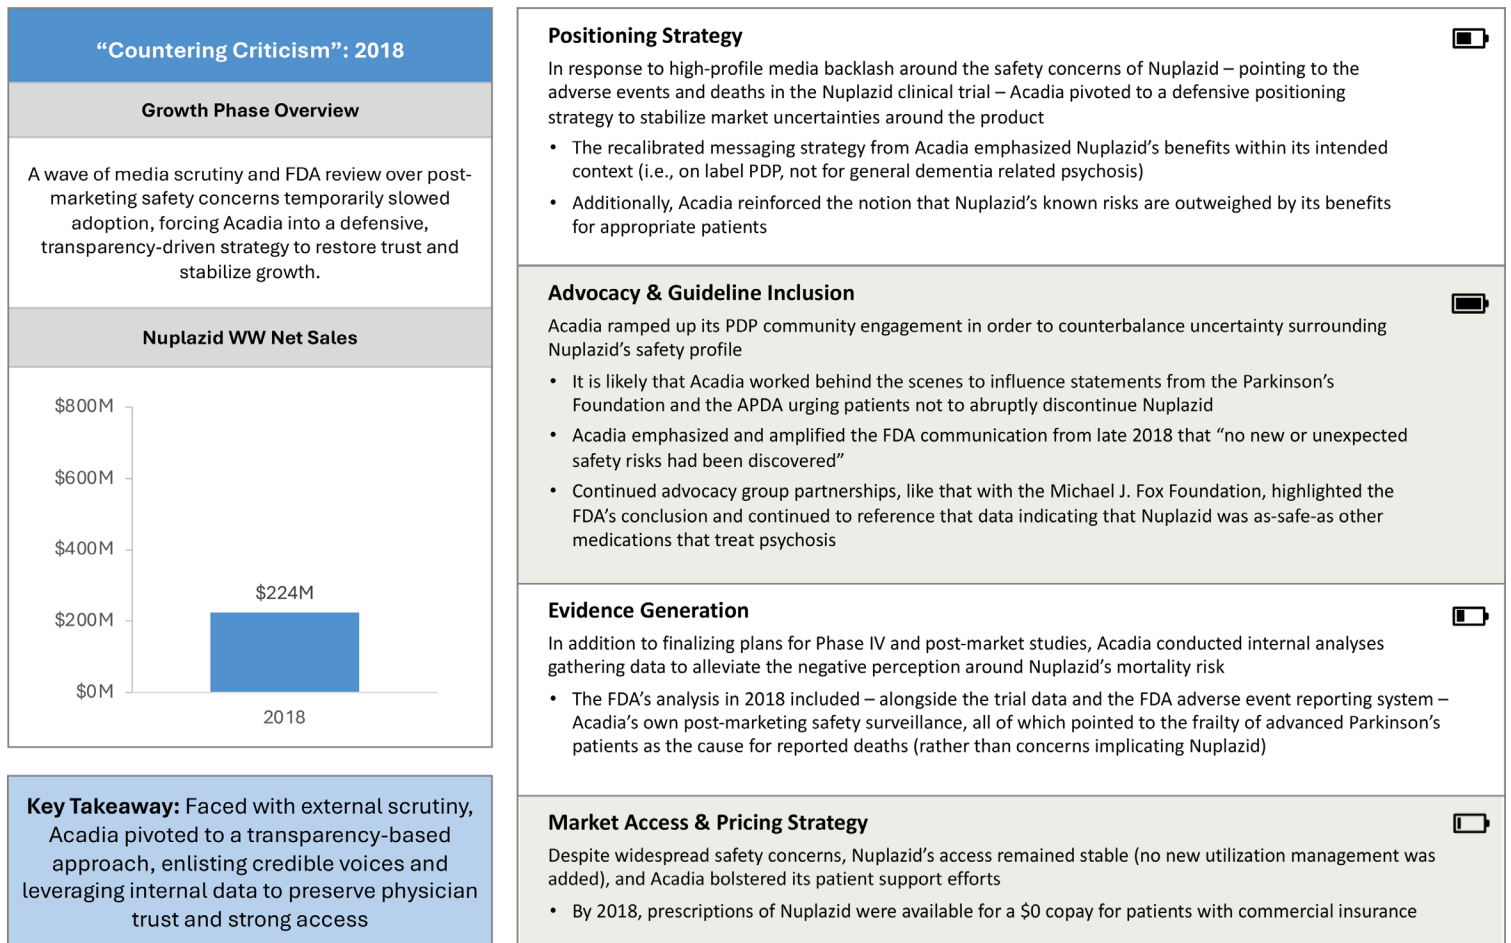 “Countering Criticism”: 2018
Growth Phase Overview
A wave of media scrutiny and FDA review over post-
marketing safety concerns temporarily slowed
adoption, forcing Acadia into a defensive,
transparency-driven strategy to restore trust and
stabilize growth.
Nuplazid WW Net Sales
$800M
$600M
$400M
$200M
$0M
$224M
2018
Key Takeaway: Faced with external scrutiny,
Acadia pivoted to a transparency-based
approach, enlisting credible voices and
leveraging internal data to preserve physician
trust and strong access
Positioning Strategy
In response to high-profile media backlash around the safety concerns of Nuplazid – pointing to the
adverse events and deaths in the Nuplazid clinical trial – Acadia pivoted to a defensive positioning
strategy to stabilize market uncertainties around the product
• The recalibrated messaging strategy from Acadia emphasized Nuplazid’s benefits within its intended
context (i.e., on label PDP, not for general dementia related psychosis)
• Additionally, Acadia reinforced the notion that Nuplazid’s known risks are outweighed by its benefits
for appropriate patients
Advocacy & Guideline Inclusion
Acadia ramped up its PDP community engagement in order to counterbalance uncertainty surrounding
Nuplazid’s safety profile
• It is likely that Acadia worked behind the scenes to influence statements from the Parkinson’s
Foundation and the APDA urging patients not to abruptly discontinue Nuplazid
• Acadia emphasized and amplified the FDA communication from late 2018 that “no new or unexpected
safety risks had been discovered”
• Continued advocacy group partnerships, like that with the Michael J. Fox Foundation, highlighted the
FDA’s conclusion and continued to reference that data indicating that Nuplazid was as-safe-as other
medications that treat psychosis
Evidence Generation
In addition to finalizing plans for Phase IV and post-market studies, Acadia conducted internal analyses
gathering data to alleviate the negative perception around Nuplazid’s mortality risk
• The FDA’s analysis in 2018 included – alongside the trial data and the FDA adverse event reporting system –
Acadia’s own post-marketing safety surveillance, all of which pointed to the frailty of advanced Parkinson’s
patients as the cause for reported deaths (rather than concerns implicating Nuplazid)
Market Access & Pricing Strategy
Despite widespread safety concerns, Nuplazid’s access remained stable (no new utilization management was
added), and Acadia bolstered its patient support efforts
• By 2018, prescriptions of Nuplazid were available for a $0 copay for patients with commercial insurance